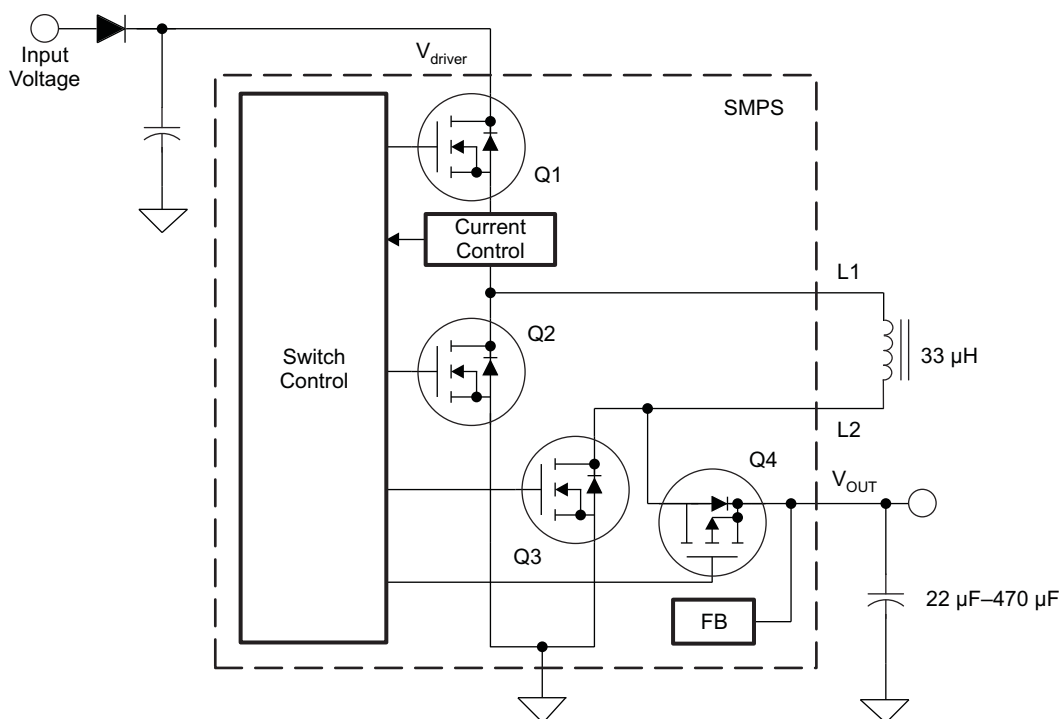 Input
Voltage
V_driver
SMPS
Q1
Current
Control
L1
Q2
Switch
Control
33 µH
L2
Q4
V_OUT
Q3
22 µF–470 µF
FB